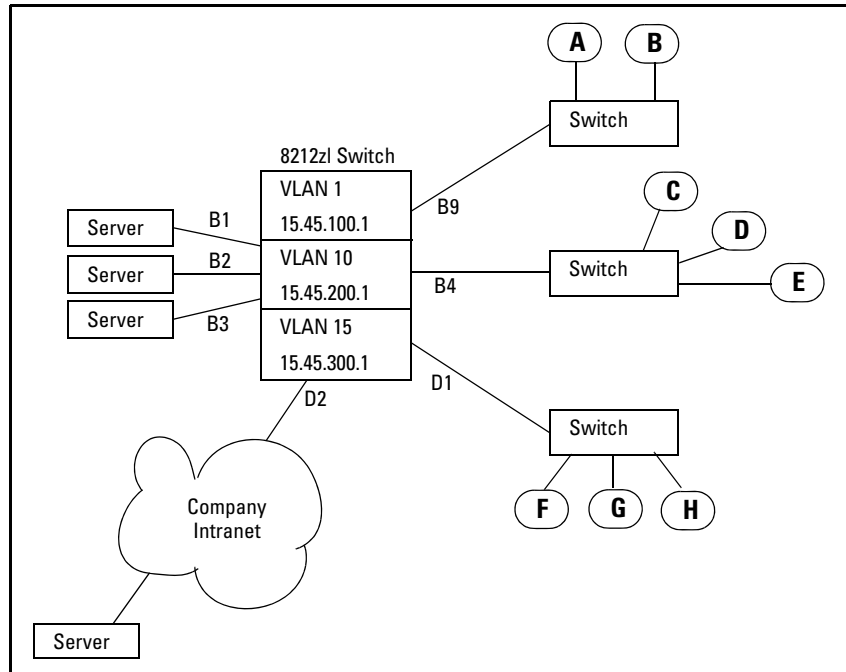 A
B
Switch
8212zl Switch
VLAN 1
15.45.100.1
B9
C
Server
B1
D
Server
B2
VLAN 10
15.45.200.1
B4
Switch
E
Server
B3
VLAN 15
15.45.300.1
D1
D2
Switch
F
G
H
Company
Intranet
Server